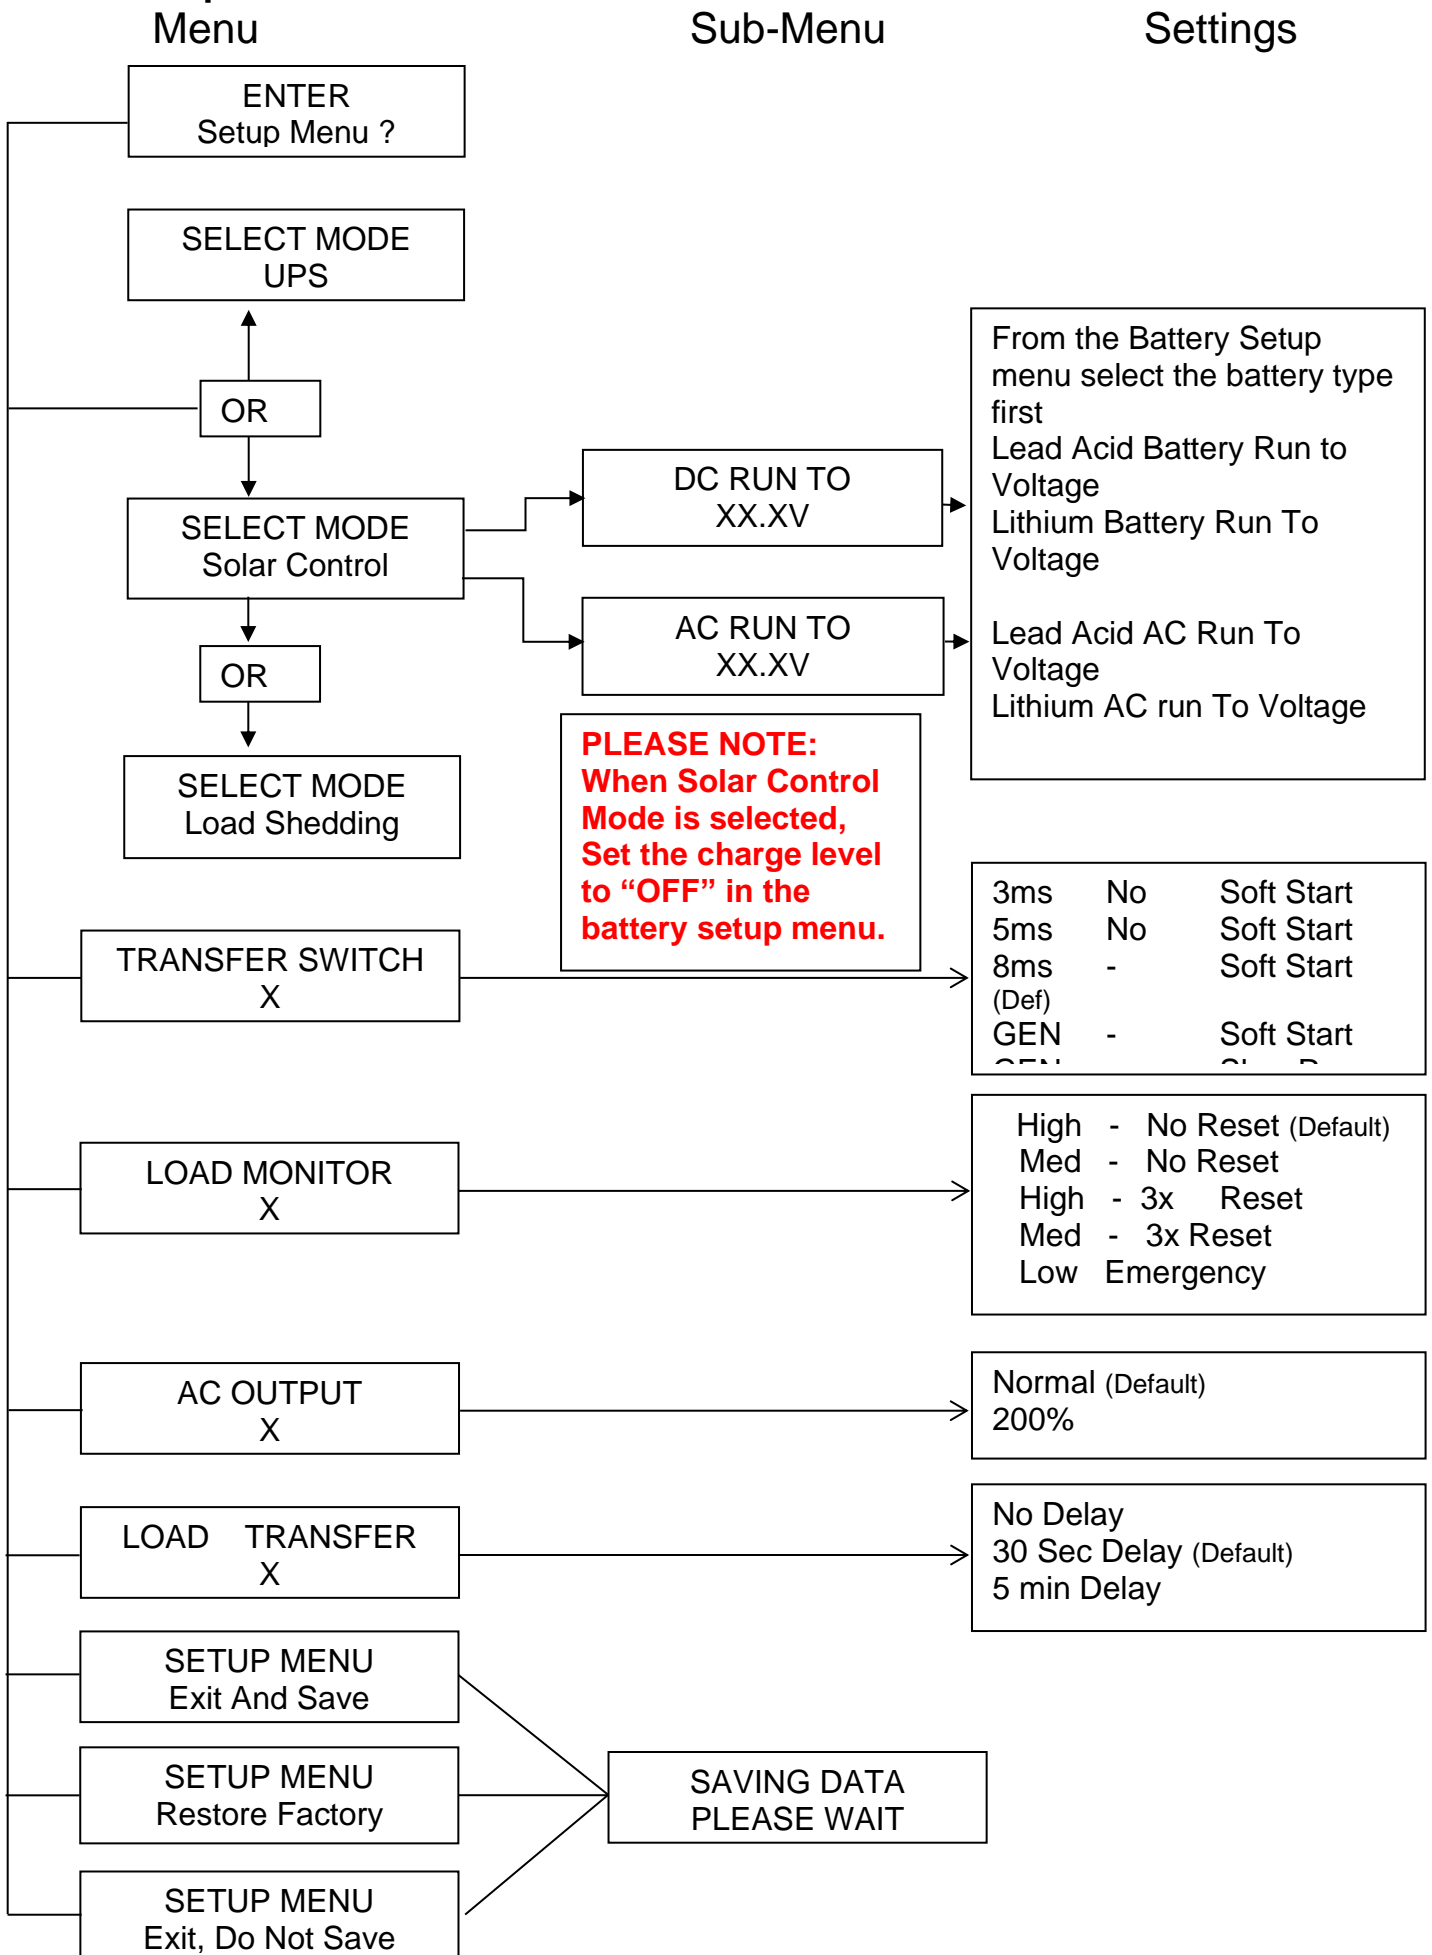 Menu Sub-Menu Settings
ENTER
Setup Menu ?
SELECT MODE
UPS
OR
SELECT MODE
Solar Control
OR
SELECT MODE
Load Shedding
DC RUN TO
XX.XV
AC RUN TO
XX.XV
From the Battery Setup
menu select the battery type
first
Lead Acid Battery Run to
Voltage
Lithium Battery Run To
Voltage
Lead Acid AC Run To
Voltage
Lithium AC run To Voltage
PLEASE NOTE:
When Solar Control
Mode is selected,
Set the charge level
to “OFF” in the
battery setup menu.
TRANSFER SWITCH
X
3ms No Soft Start
5ms No Soft Start
8ms - Soft Start
(Def)
GEN - Soft Start
LOAD MONITOR
X
High - No Reset (Default)
Med - No Reset
High - 3x Reset
Med - 3x Reset
Low Emergency
AC OUTPUT
X
Normal (Default)
200%
LOAD TRANSFER
X
No Delay
30 Sec Delay (Default)
5 min Delay
SETUP MENU
Exit And Save
SETUP MENU
Restore Factory
SETUP MENU
Exit, Do Not Save
SAVING DATA
PLEASE WAIT